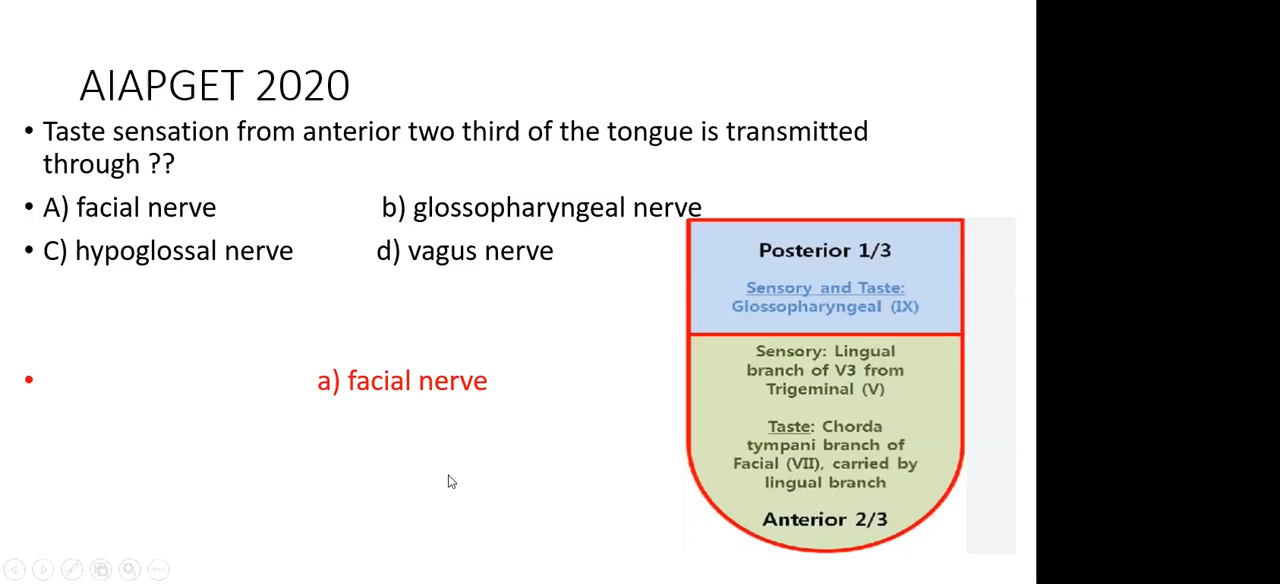 AIAPGET 2020
• Taste sensation from anterior two third of the tongue is transmitted
through ??
• A) facial nerve b) glossopharyngeal nerve
• C) hypoglossal nerve d) vagus nerve
• a) facial nerve
Posterior 1/3
Sensory and Taste:
Glossopharyngeal (IX)
Sensory: Lingual
branch of V3 from
Trigeminal (V)
Taste: Chorda
tympani branch of
Facial (VII), carried by
lingual branch
Anterior 2/3